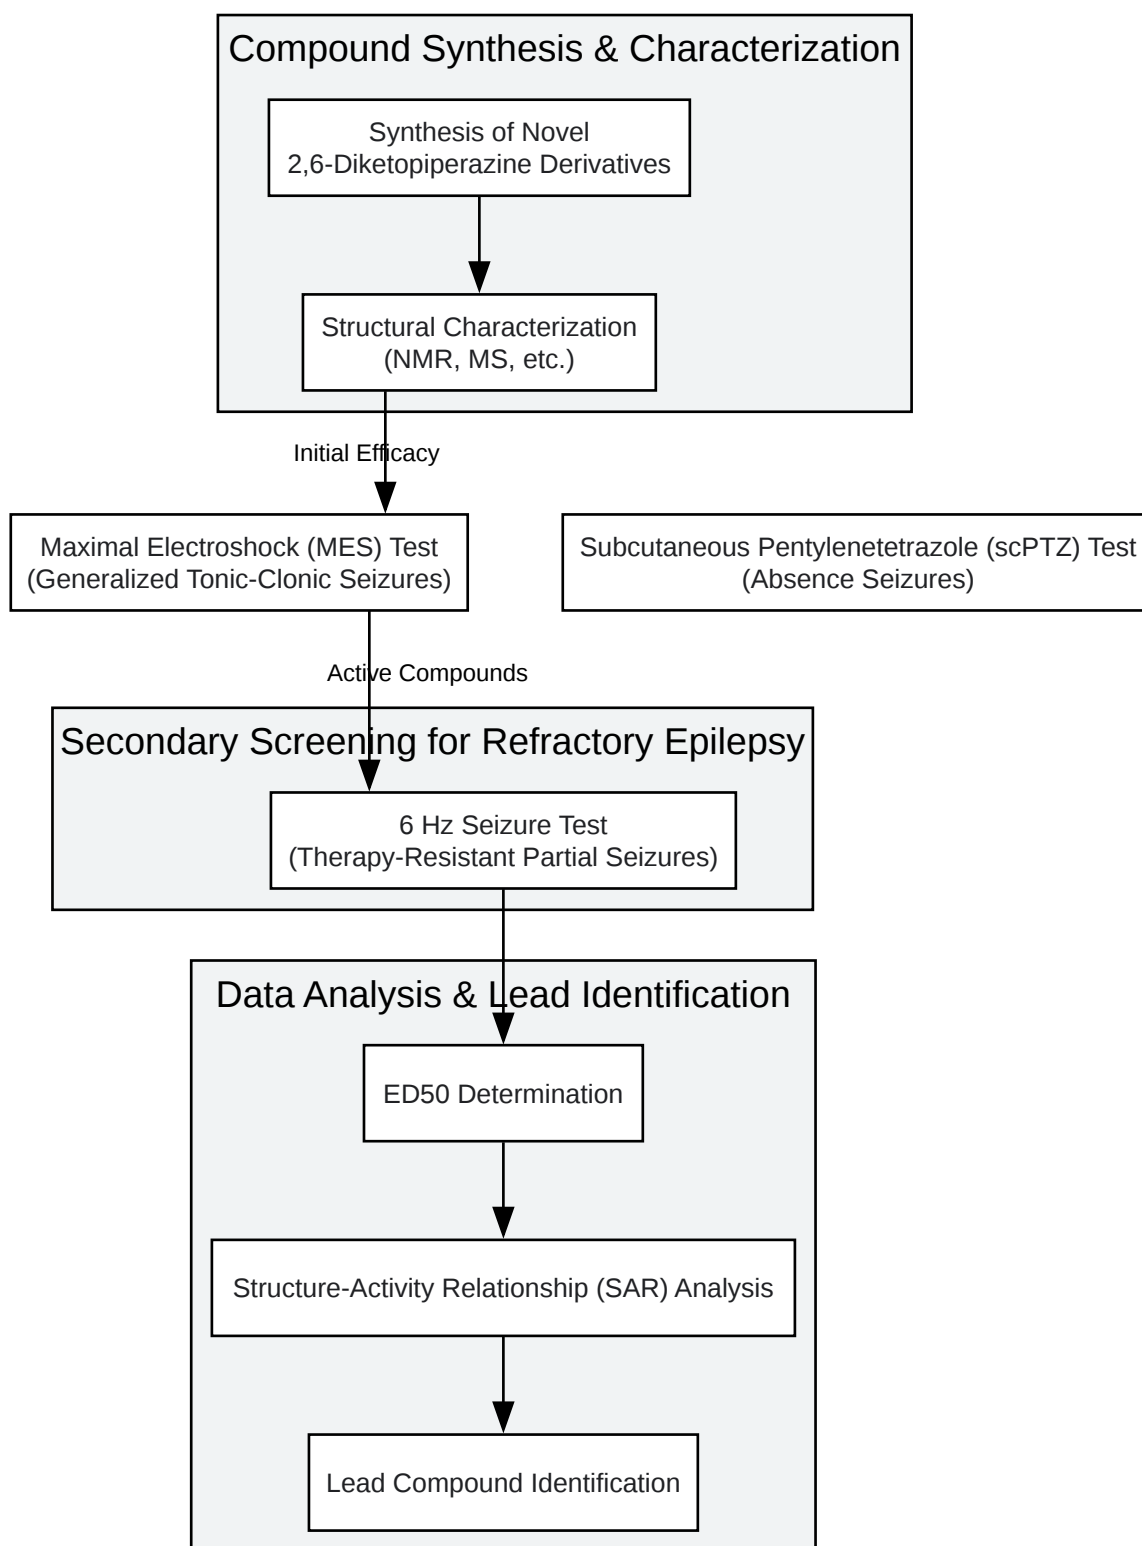 Compound Synthesis & Characterization
Synthesis of Novel
2,6-Diketopiperazine Derivatives
Structural Characterization
(NMR, MS, etc.)
Initial Efficacy
Maximal Electroshock (MES) Test
(Generalized Tonic-Clonic Seizures)
Subcutaneous Pentylenetetrazole (scPTZ) Test
(Absence Seizures)
Active Compounds
Secondary Screening for Refractory Epilepsy
6 Hz Seizure Test
(Therapy-Resistant Partial Seizures)
Data Analysis & Lead Identification
ED50 Determination
Structure-Activity Relationship (SAR) Analysis
Lead Compound Identification